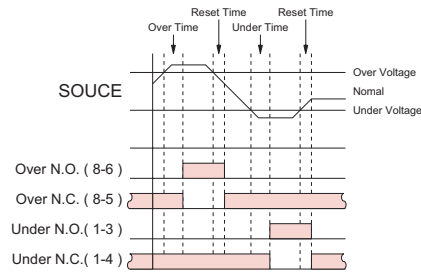 Reset Time
Reset Time
Over Time
Under Time
Over Voltage
SOUCE
Nomal
Under Voltage
Over N.O. ( 8-6 )
Over N.C. ( 8-5 )
Under N.O.( 1-3 )
Under N.C.( 1-4 )